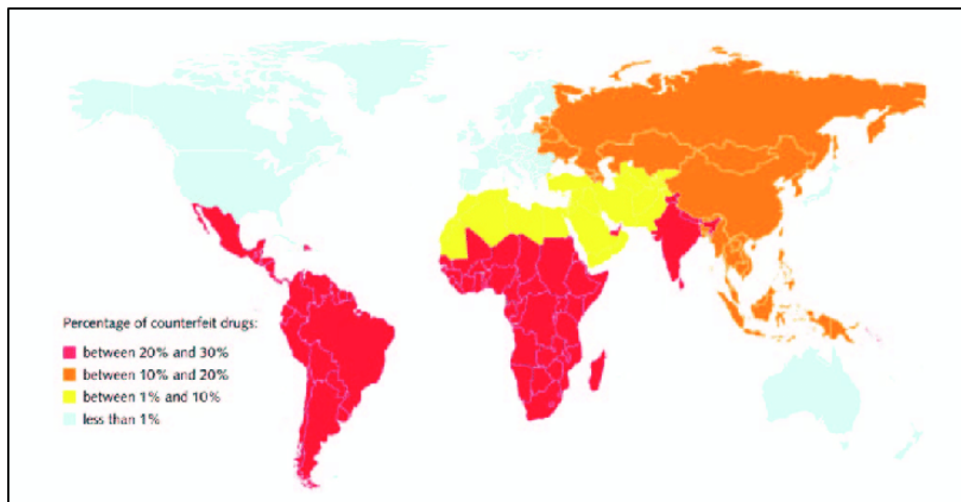 Percentage of counterfeit drugs:
between 20% and 30%
between 10% and 20%
between 1% and 10%
less than 1%